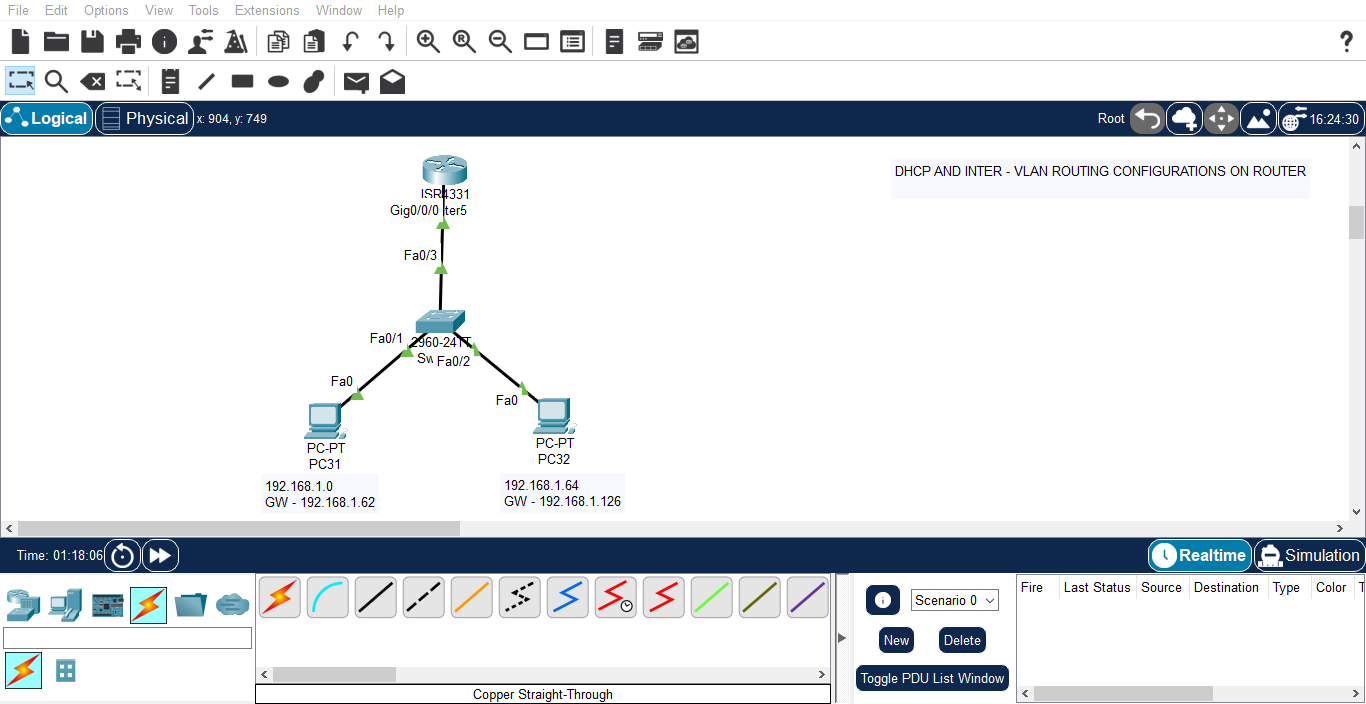 File Edit Options View Tools Extensions Window Help
Logical Physical x: 904, y: 749 Root 16:24:30
DHCP AND INTER - VLAN ROUTING CONFIGURATIONS ON ROUTER
ISR4331
Gig0/0/0 ter5
Fa0/3
Fa0/1
2960-24TT
Sw Fa0/2
Fa0
Fa0
PC-PT
PC31
PC-PT
PC32
192.168.1.0
GW - 192.168.1.62
192.168.1.64
GW - 192.168.1.126
Time: 01:18:06 Realtime Simulation
Scenario 0
New Delete
Toggle PDU List Window
Fire Last Status Source Destination Type Color T
Copper Straight-Through